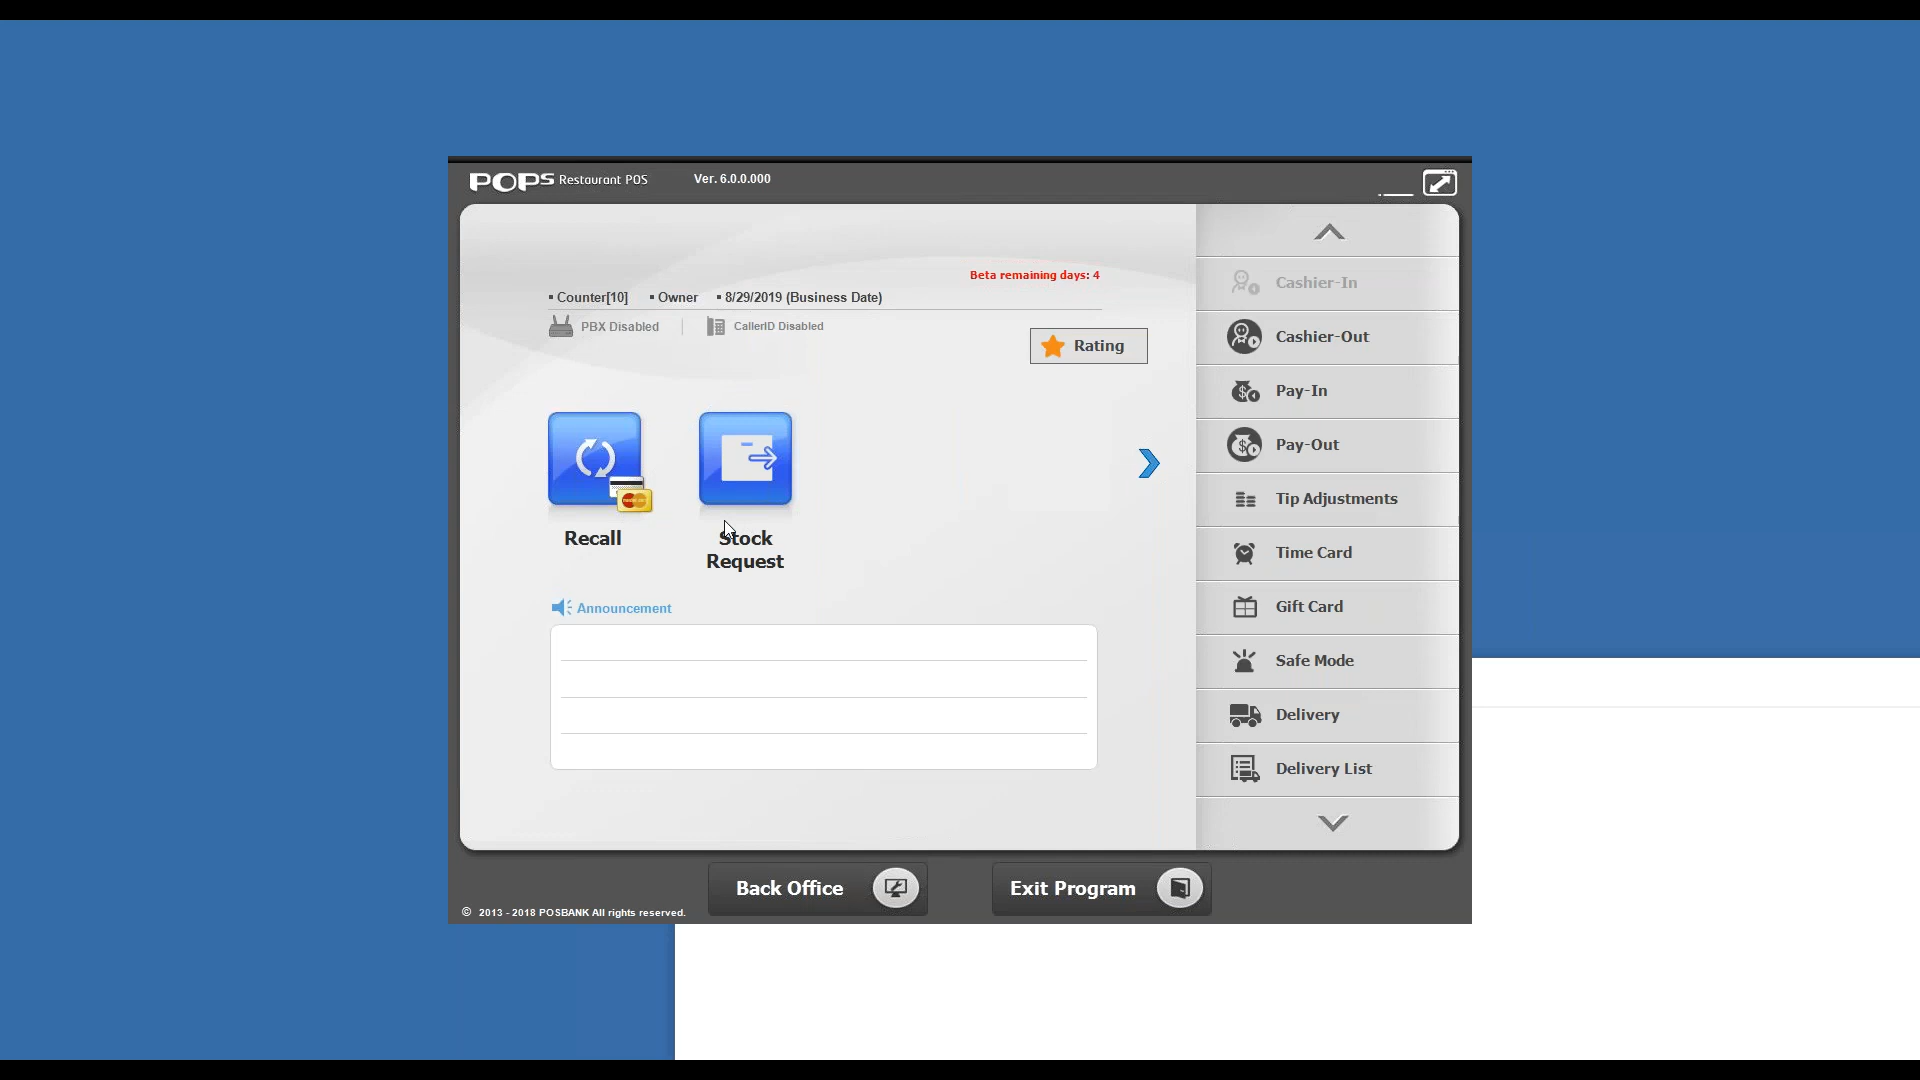 POPS Restaurant POS Ver. 6.0.0.000
Beta remaining days: 4
Counter[10] Owner 8/29/2019 (Business Date)
PBX Disabled CallerID Disabled
Rating
Recall
Stock
Request
Announcement
Cashier-In
Cashier-Out
Pay-In
Pay-Out
Tip Adjustments
Time Card
Gift Card
Safe Mode
Delivery
Delivery List
Back Office
Exit Program
© 2013 - 2018 POSBANK All rights reserved.